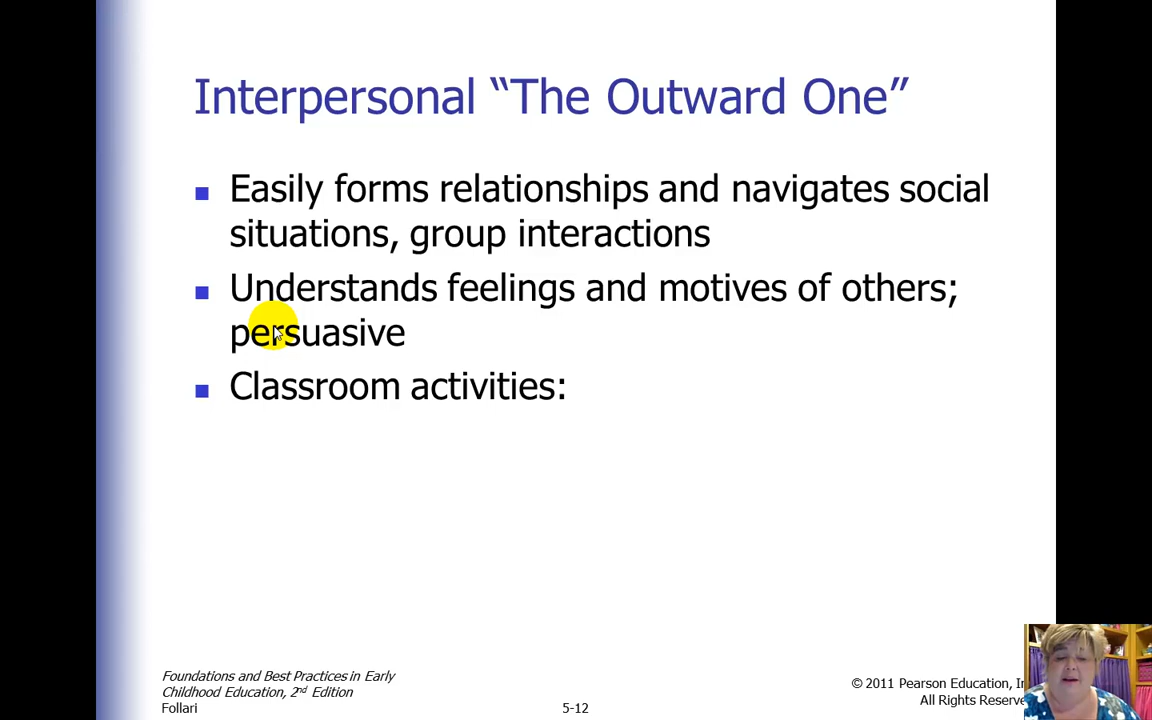 Interpersonal “The Outward One”
■ Easily forms relationships and navigates social
situations, group interactions
■ Understands feelings and motives of others;
persuasive
■ Classroom activities:
Foundations and Best Practices in Early
Childhood Education, 2nd Edition
Follari
5-12
© 2011 Pearson Education,
All Rights